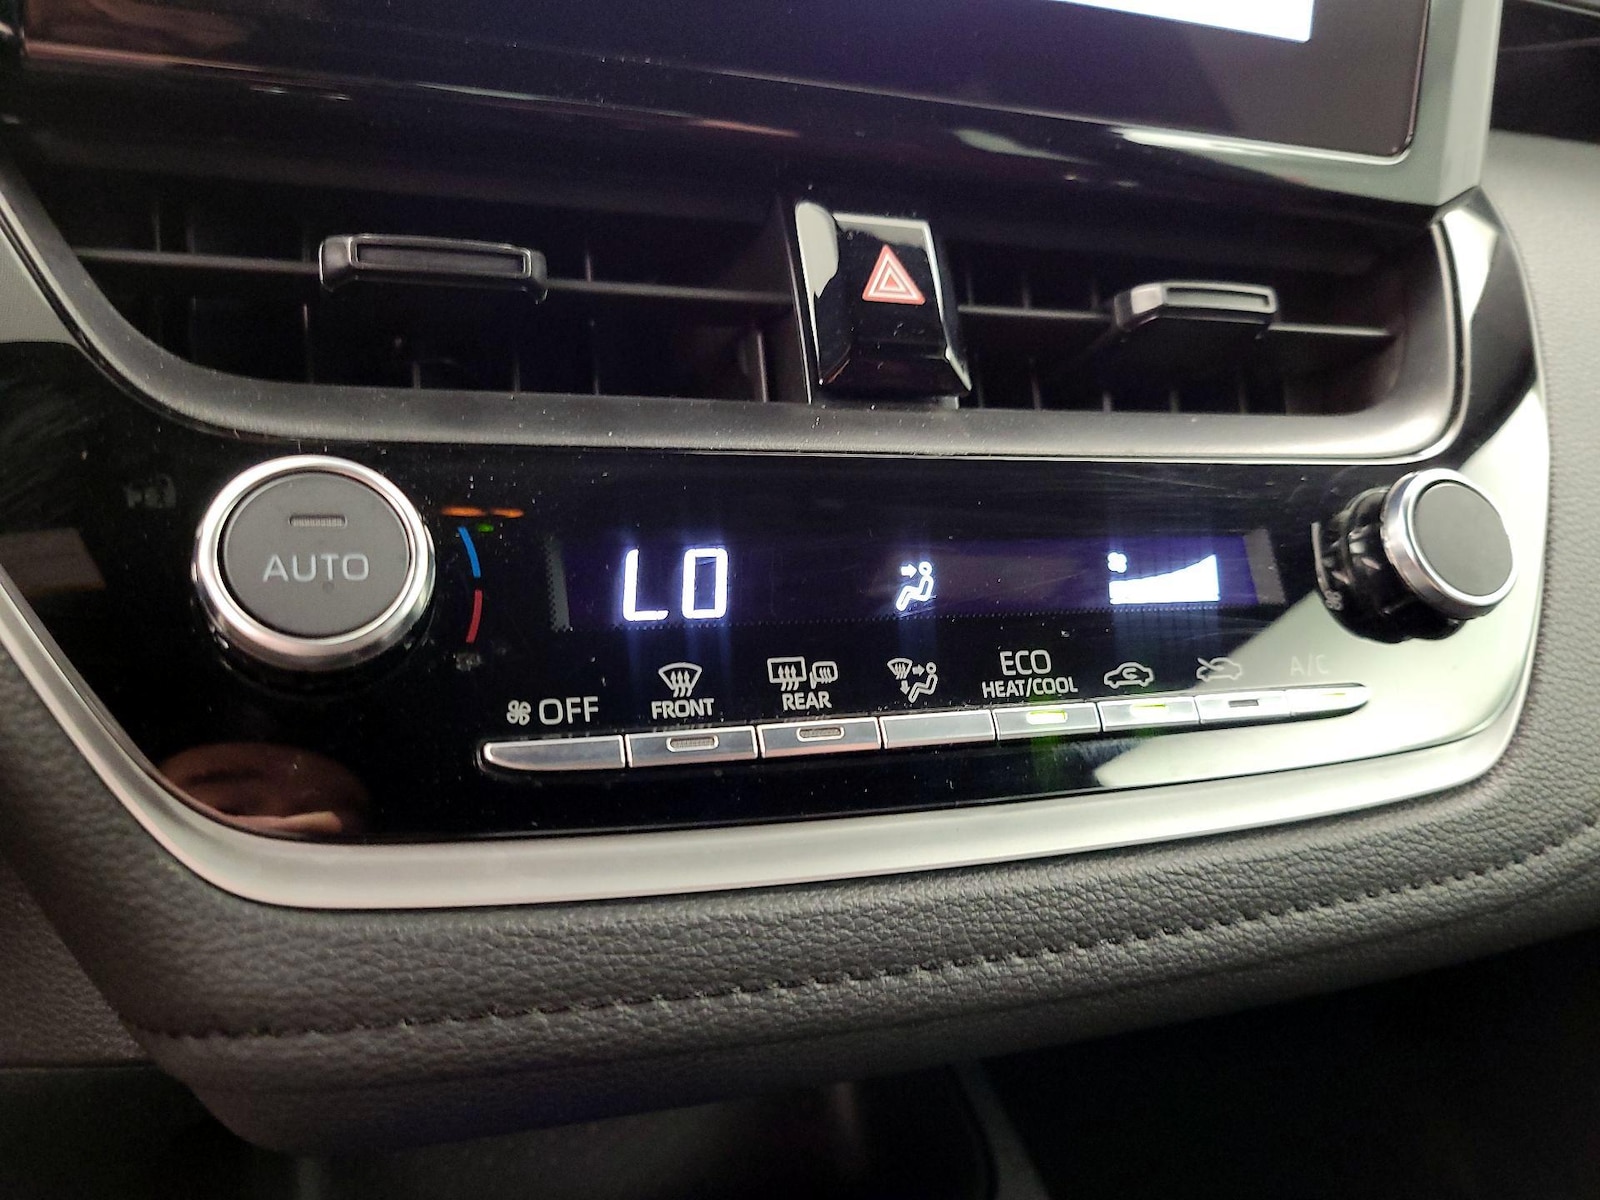 AUTO
LO
OFF
FRONT
REAR
ECO
HEAT/COOL
A/C